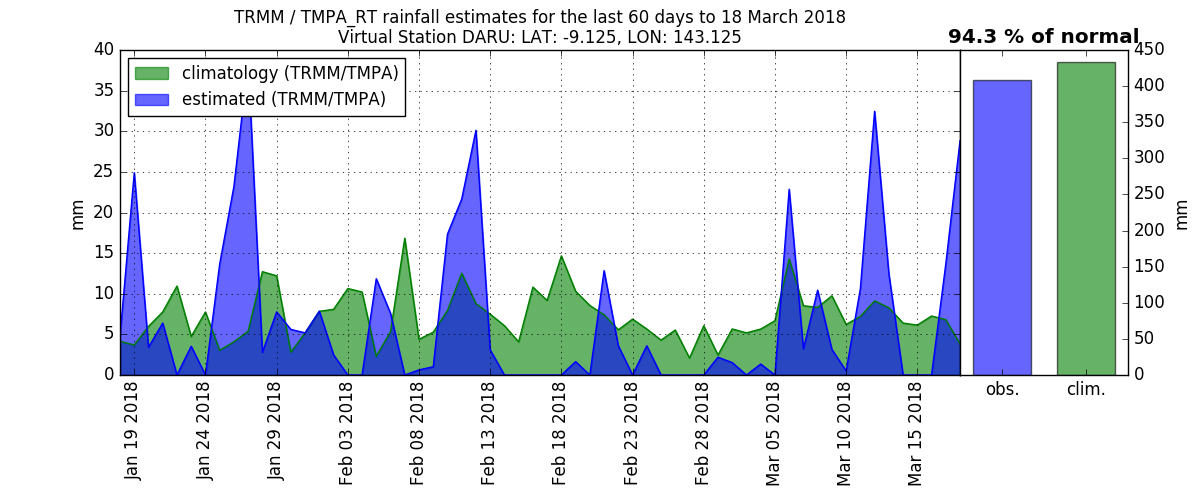 TRMM / TMPA_RT rainfall estimates for the last 60 days to 18 March 2018
Virtual Station DARU: LAT: -9.125, LON: 143.125
94.3 % of normal
climatology (TRMM/TMPA)
estimated (TRMM/TMPA)
40
35
30
25
20
15
10
5
0
mm
450
400
350
300
250
200
150
100
50
0
mm
obs.
clim.
Jan 19 2018
Jan 24 2018
Jan 29 2018
Feb 03 2018
Feb 08 2018
Feb 13 2018
Feb 18 2018
Feb 23 2018
Feb 28 2018
Mar 05 2018
Mar 10 2018
Mar 15 2018